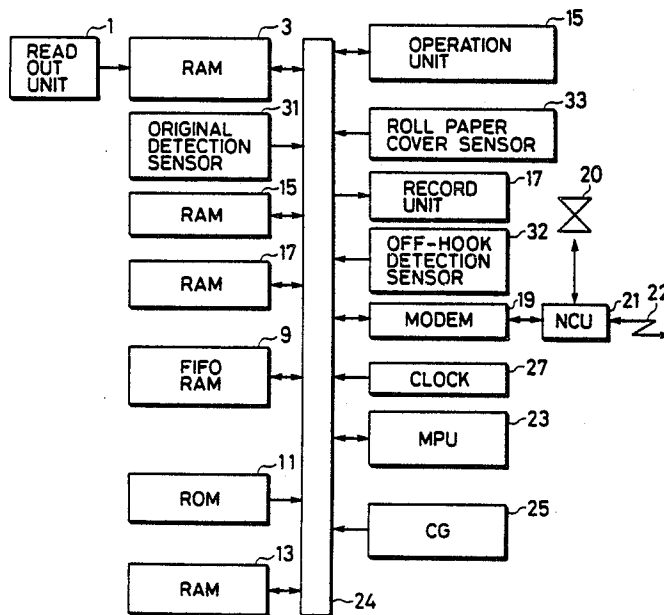 1
READ
OUT
UNIT
3
RAM
31
ORIGINAL
DETECTION
SENSOR
15
RAM
17
RAM
9
FIFO
RAM
11
ROM
13
RAM
24
15
OPERATION
UNIT
33
ROLL PAPER
COVER SENSOR
17
RECORD
UNIT
20
32
OFF-HOOK
DETECTION
SENSOR
19
MODEM
21
NCU
22
27
CLOCK
23
MPU
25
CG